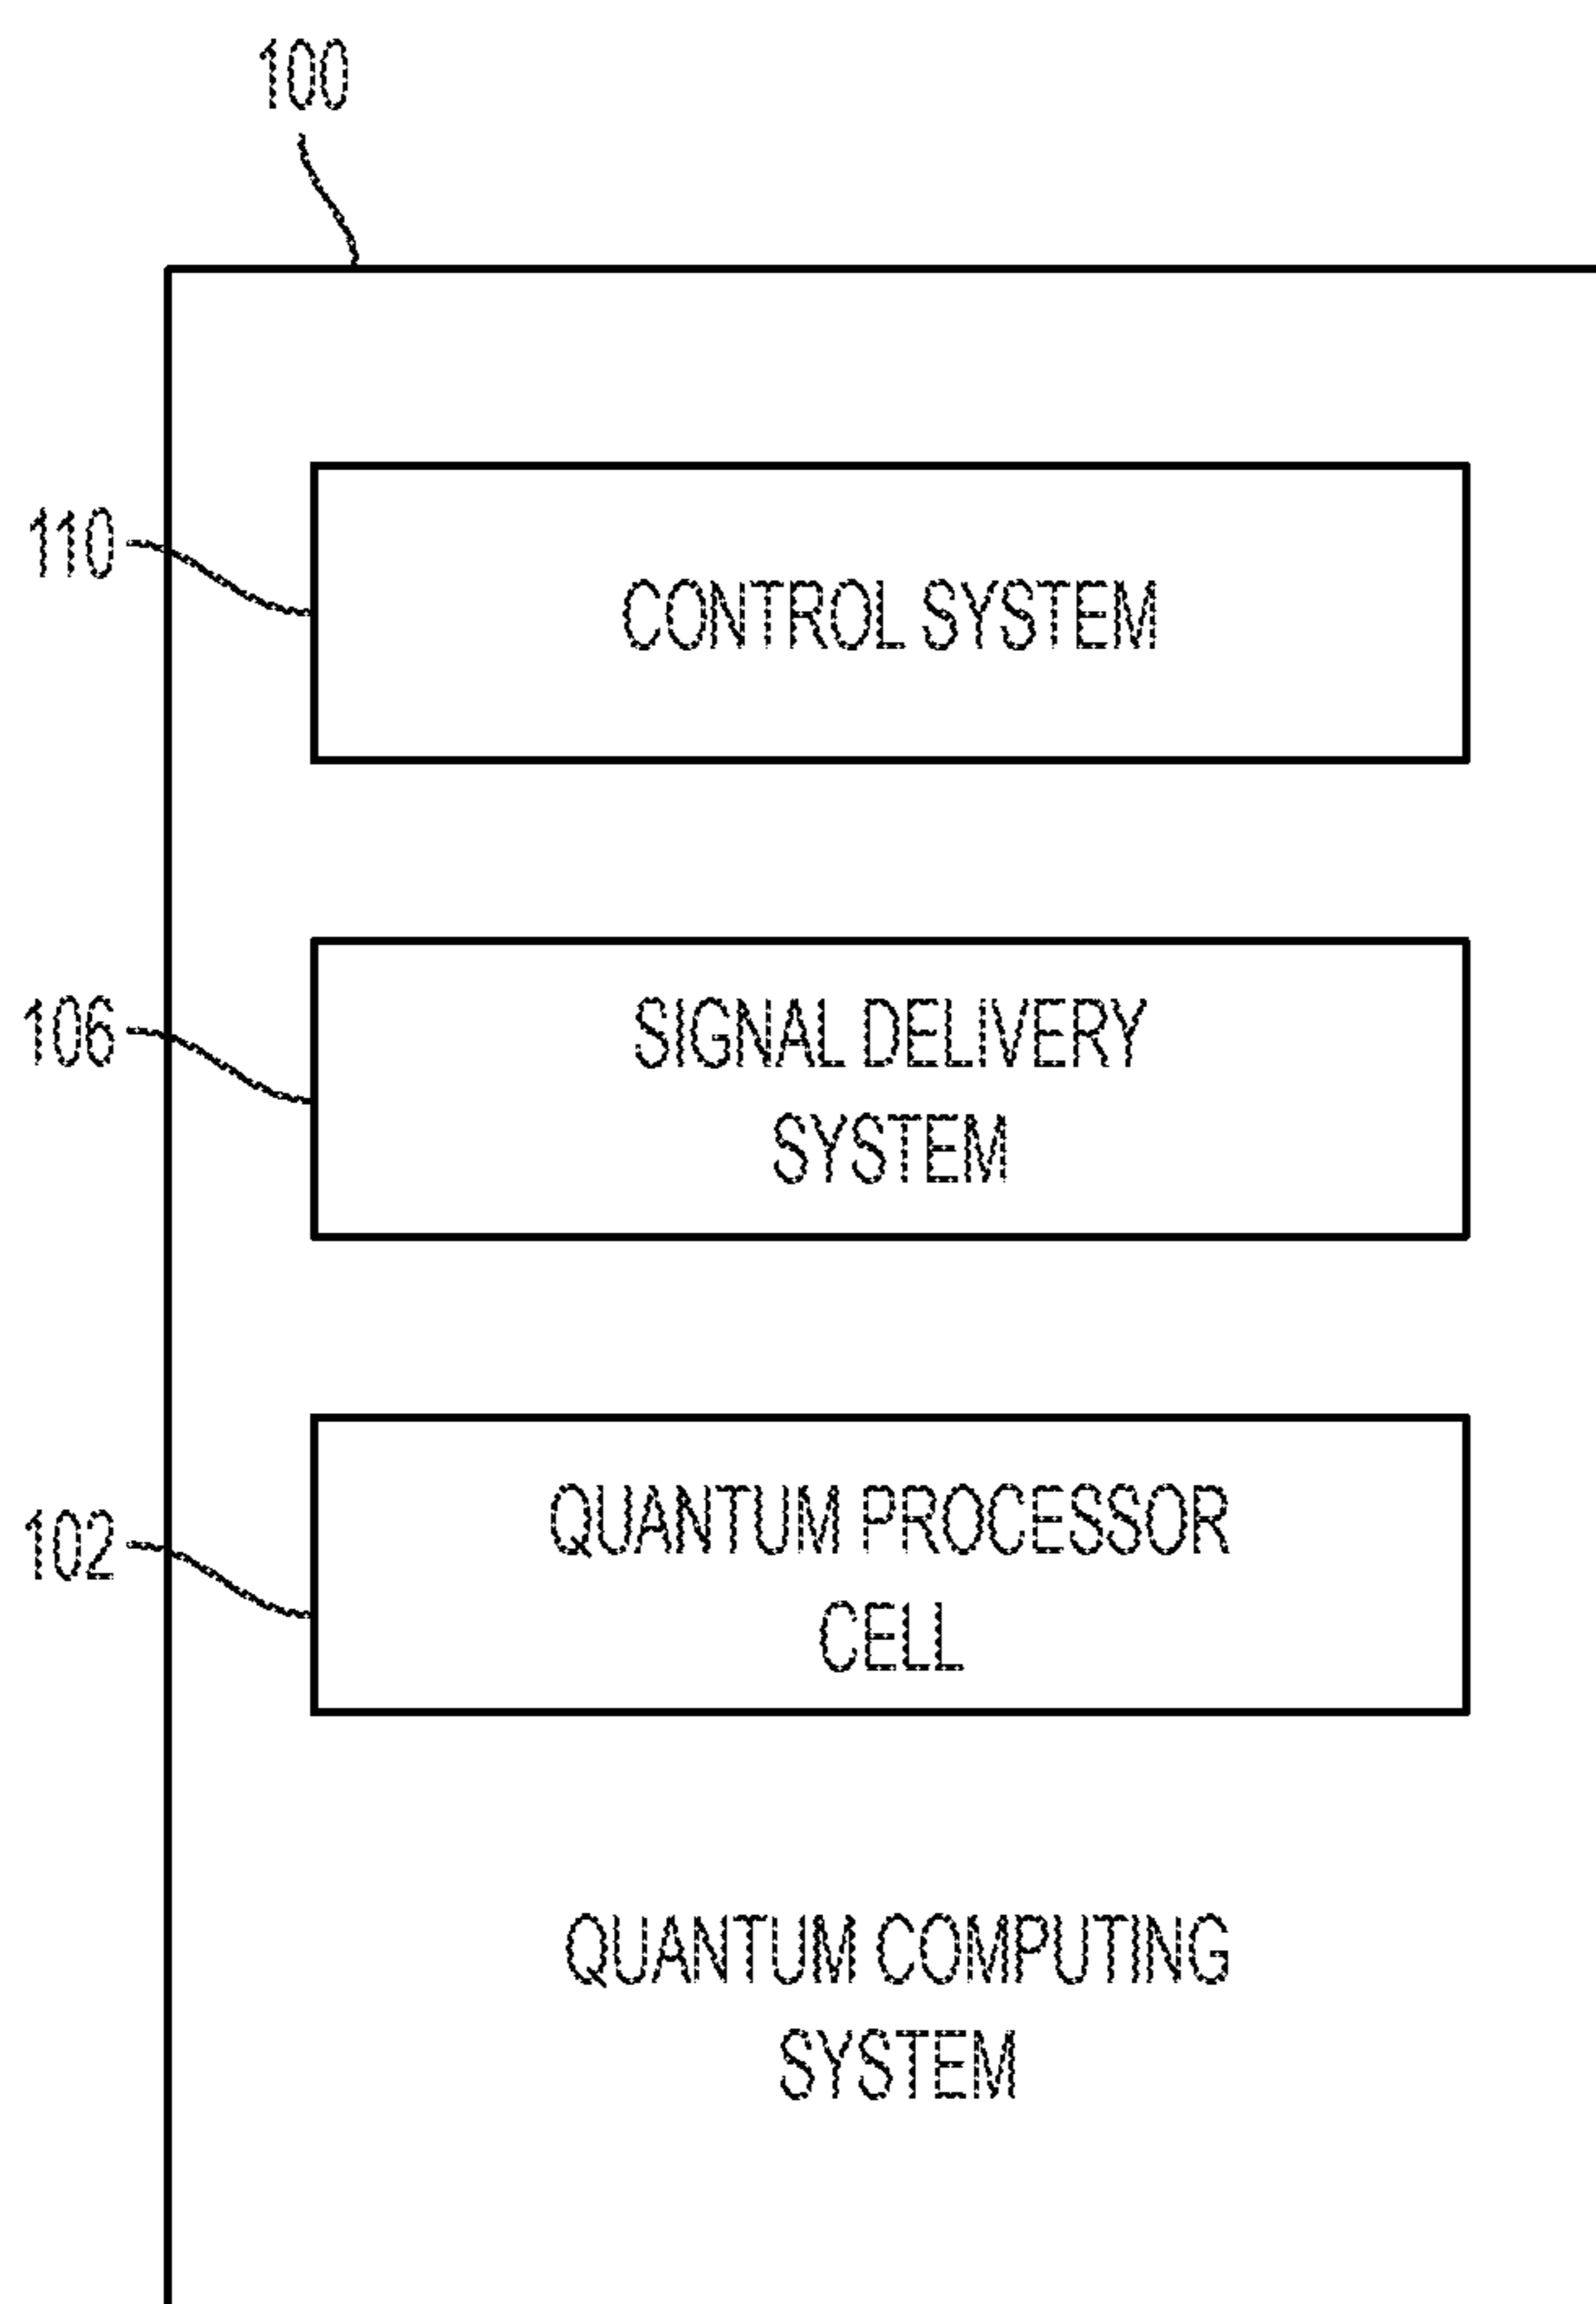 100
110
CONTROL SYSTEM
106
SIGNAL DELIVERY
SYSTEM
102
QUANTUM PROCESSOR
CELL
QUANTUM COMPUTING
SYSTEM